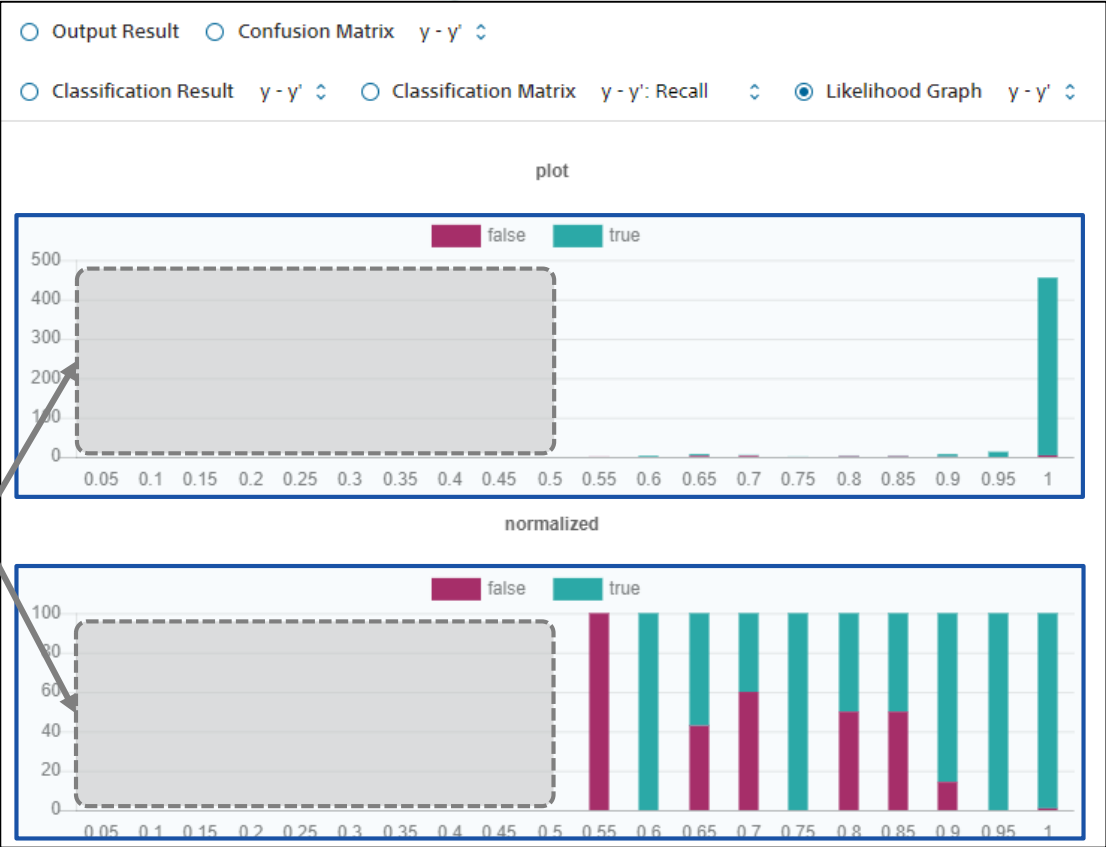 Output Result Confusion Matrix y - y'
Classification Result y - y' Classification Matrix y - y': Recall Likelihood Graph y - y'
plot
false true
500
400
300
200
100
0
0.05 0.1 0.15 0.2 0.25 0.3 0.35 0.4 0.45 0.5 0.55 0.6 0.65 0.7 0.75 0.8 0.85 0.9 0.95 1
normalized
false true
100
80
60
40
20
0
0.05 0.1 0.15 0.2 0.25 0.3 0.35 0.4 0.45 0.5 0.55 0.6 0.65 0.7 0.75 0.8 0.85 0.9 0.95 1